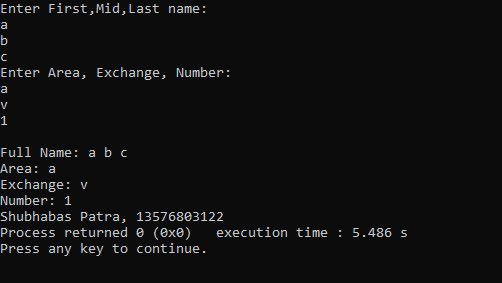 Enter First,Mid,Last name:
a
b
c
Enter Area, Exchange, Number:
a
v
1
Full Name: a b c
Area: a
Exchange: v
Number: 1
Shubhabas Patra, 13576803122
Process returned 0 (0x0)   execution time : 5.486 s
Press any key to continue.